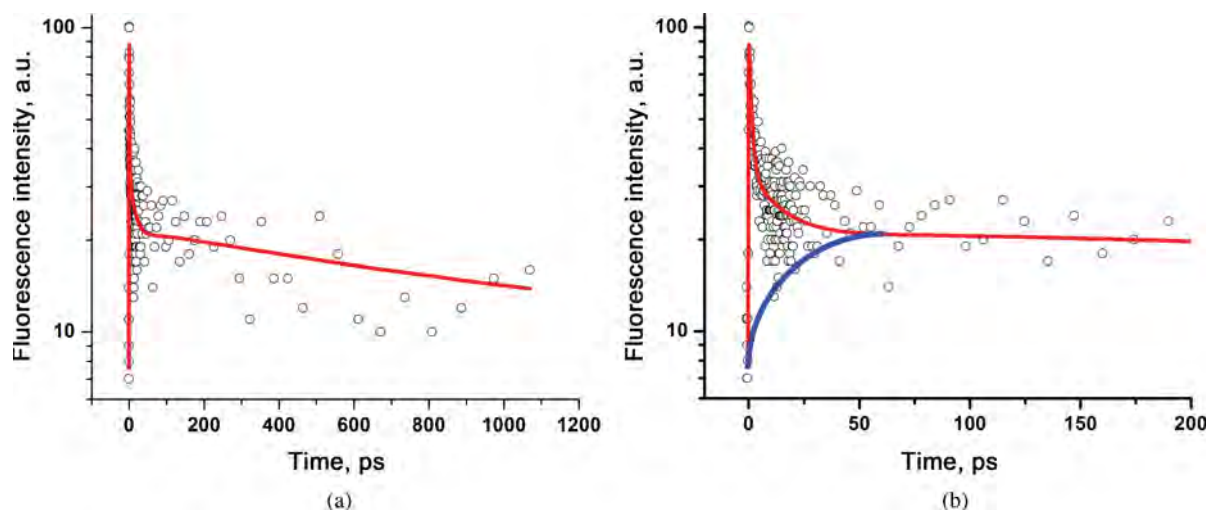 Fluorescence intensity, a.u.
100
10
0 200 400 600 800 1000 1200
Time, ps
(a)
Fluorescence intensity, a.u.
100
10
0 50 100 150 200
Time, ps
(b)